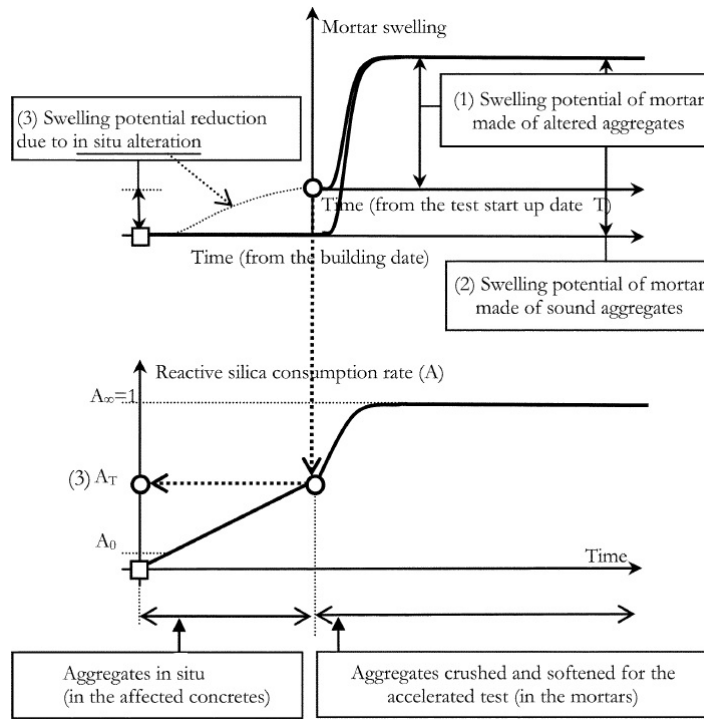 Mortar swelling
(3) Swelling potential reduction
due to in situ alteration
(1) Swelling potential of mortar
made of altered aggregates
Time (from the test start up date T)
Time (from the building date)
(2) Swelling potential of mortar
made of sound aggregates
Reactive silica consumption rate (A)
A∞=1
(3) AT
A0
Time
Aggregates in situ
(in the affected concretes)
Aggregates crushed and softened for the
accelerated test (in the mortars)